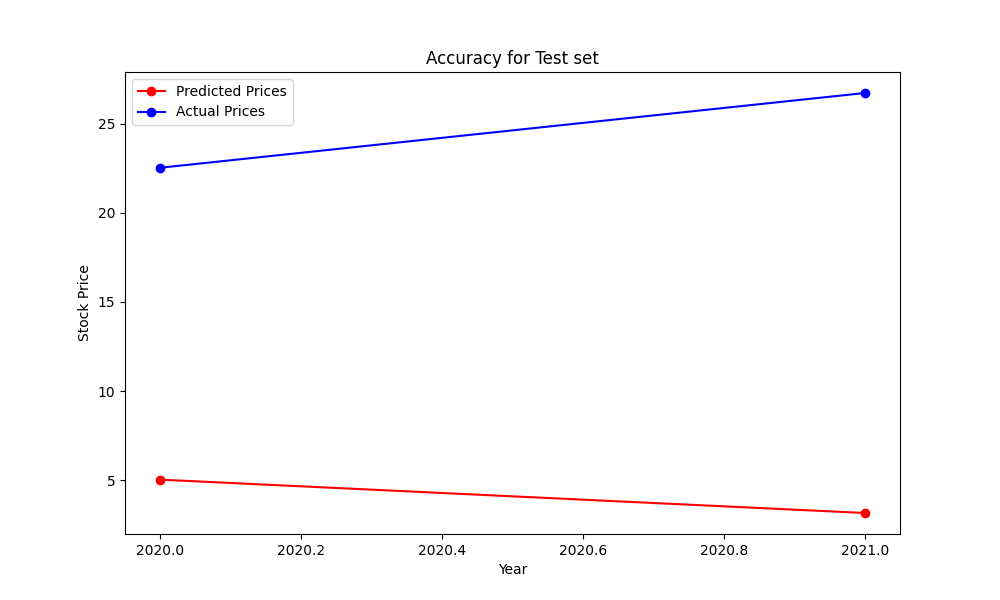 Accuracy for Test set
Predicted Prices
Actual Prices
25
20
15
10
5
Stock Price
2020.0 2020.2 2020.4 2020.6 2020.8 2021.0
Year